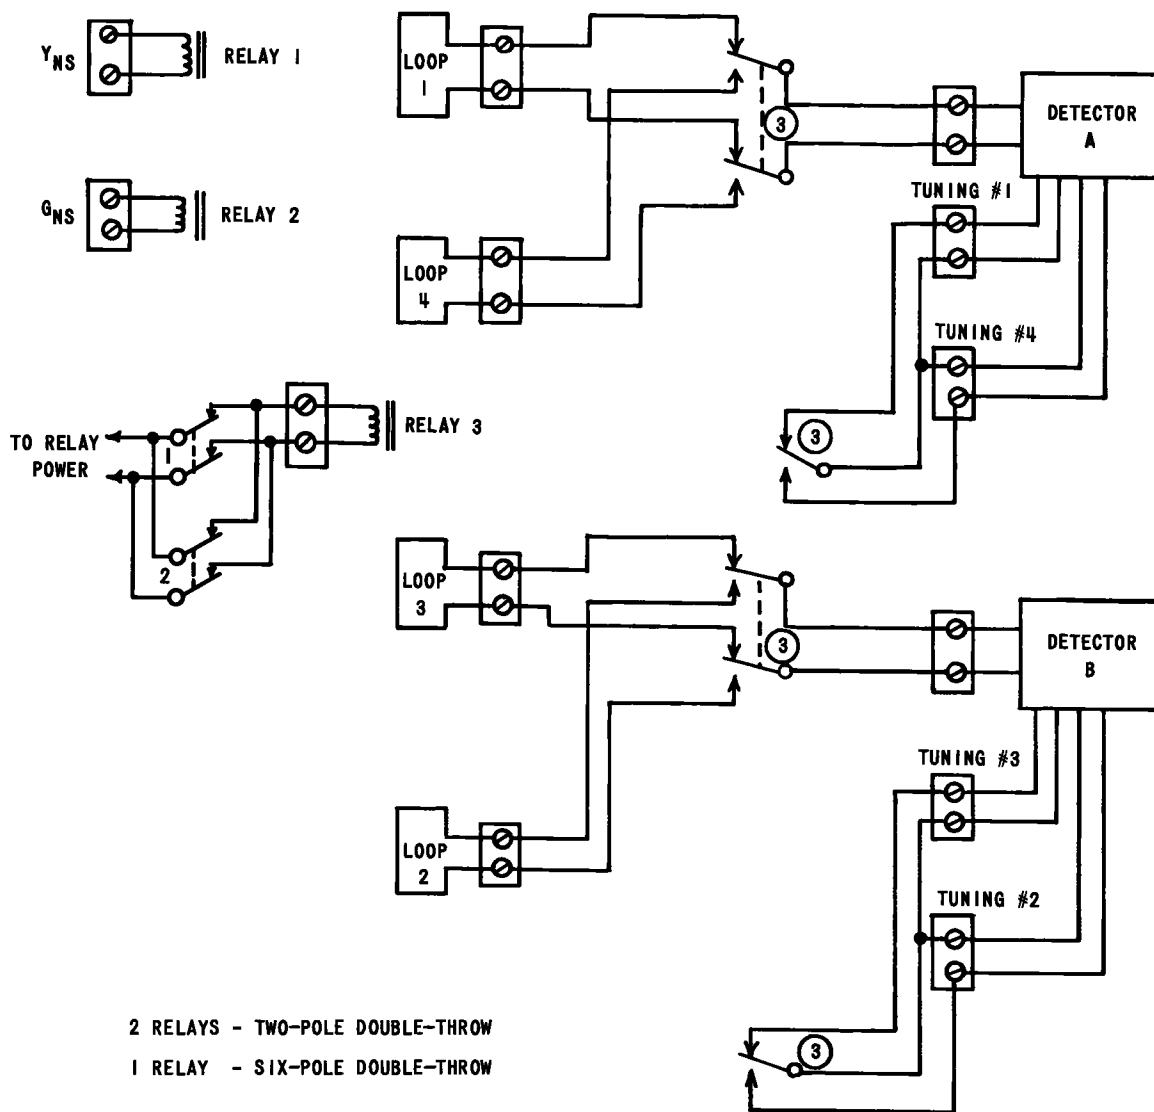 Y NS
RELAY 1
G NS
RELAY 2
LOOP
1
3
DETECTOR
A
TUNING #1
LOOP
4
TUNING #4
3
TO RELAY
POWER
1
2
RELAY 3
LOOP
3
3
DETECTOR
B
LOOP
2
TUNING #3
TUNING #2
3
2 RELAYS - TWO-POLE DOUBLE-THROW
1 RELAY - SIX-POLE DOUBLE-THROW